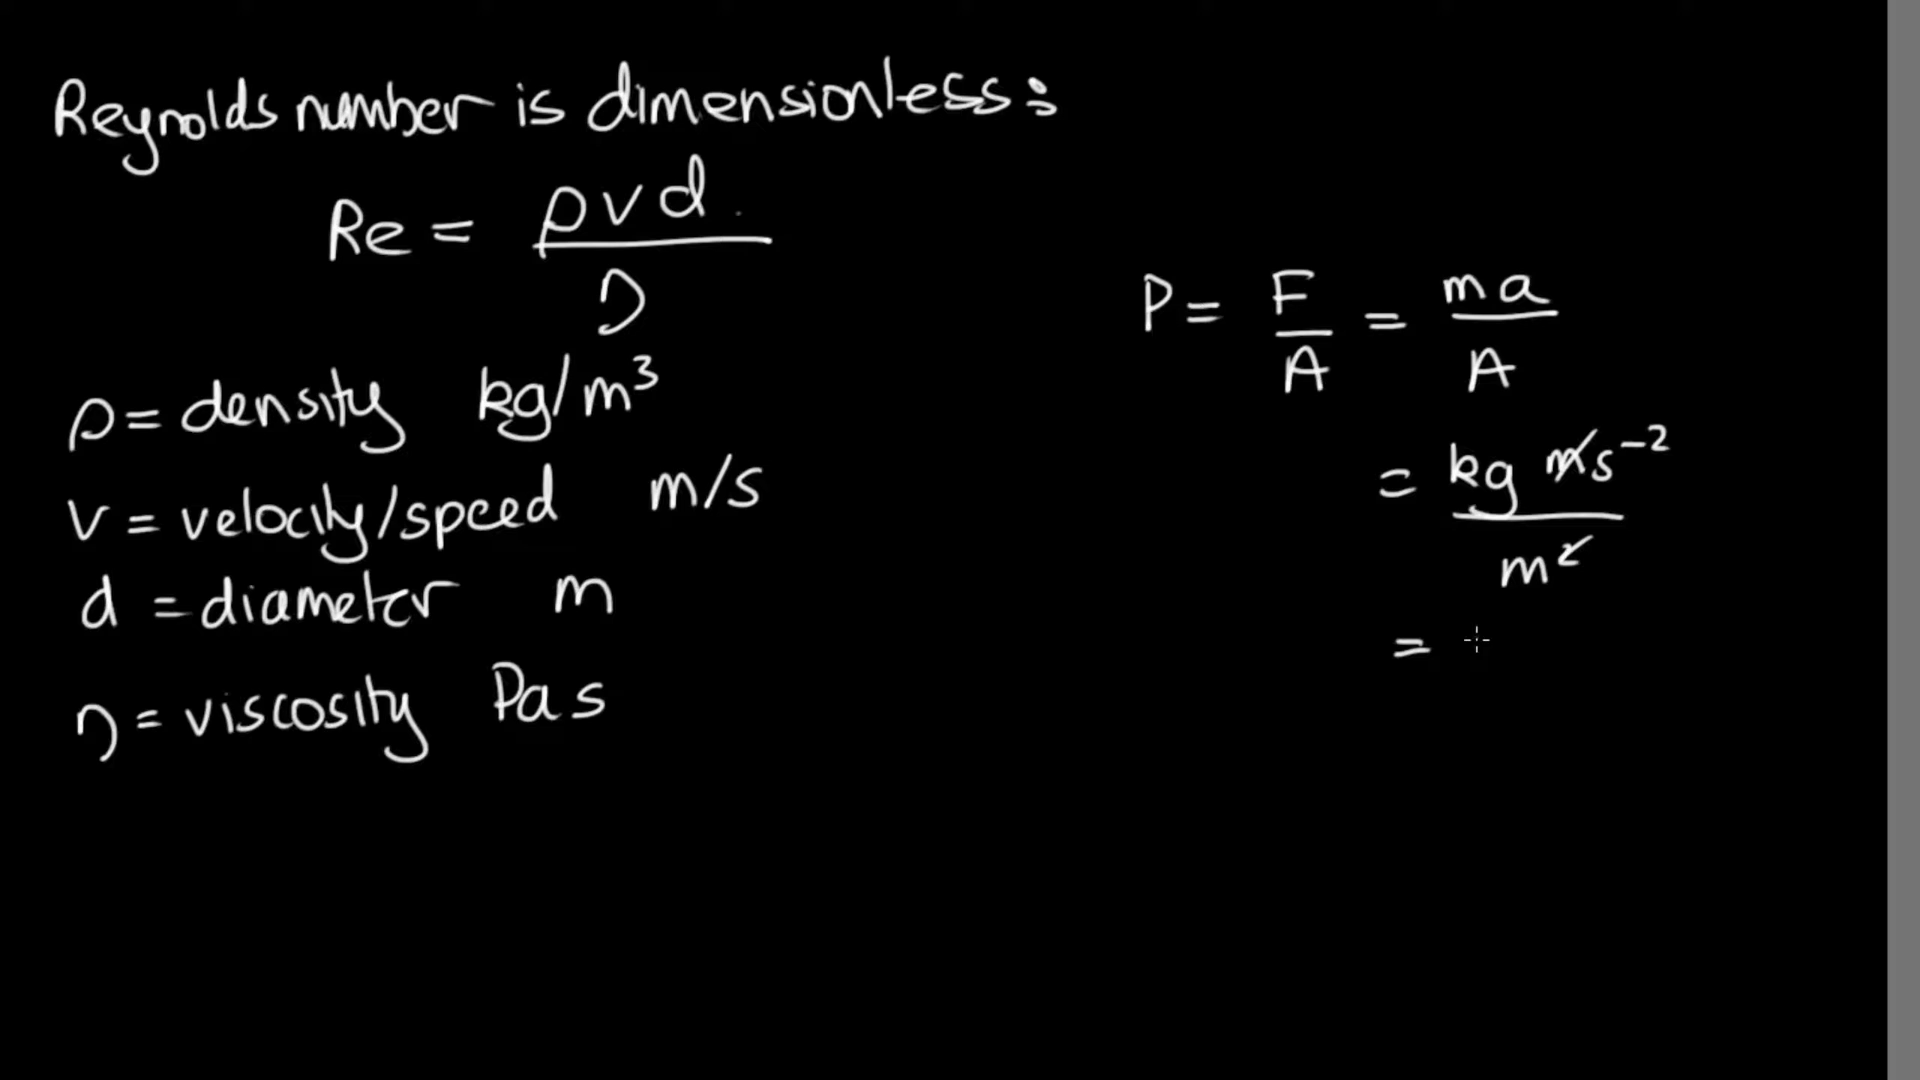 Reynolds number is dimensionless:
Re = ρvd / η
ρ = density kg/m³
v = velocity/speed m/s
d = diameter m
η = viscosity Pa s
P = F/A = ma/A
= kg m s⁻² / m²
=